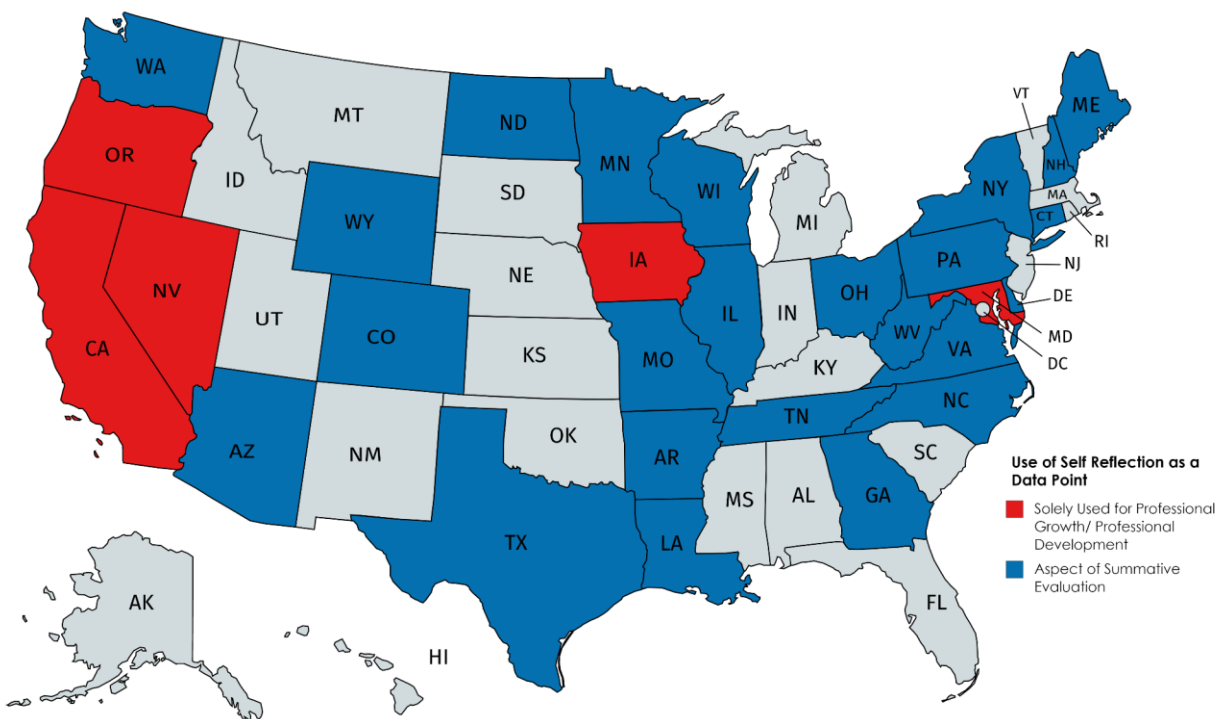 WA
MT
ND
MN
VT
ME
OR
ID
SD
WI
MI
NY
NH
MA
CT
RI
WY
NE
IA
PA
NJ
NV
UT
CO
IL
IN
OH
DE
CA
KS
MO
WV
VA
MD
DC
KY
AZ
NM
OK
AR
TN
NC
SC
MS
AL
GA
TX
LA
FL
AK
HI
Use of Self Reflection as a
Data Point
Solely Used for Professional
Growth/ Professional
Development
Aspect of Summative
Evaluation